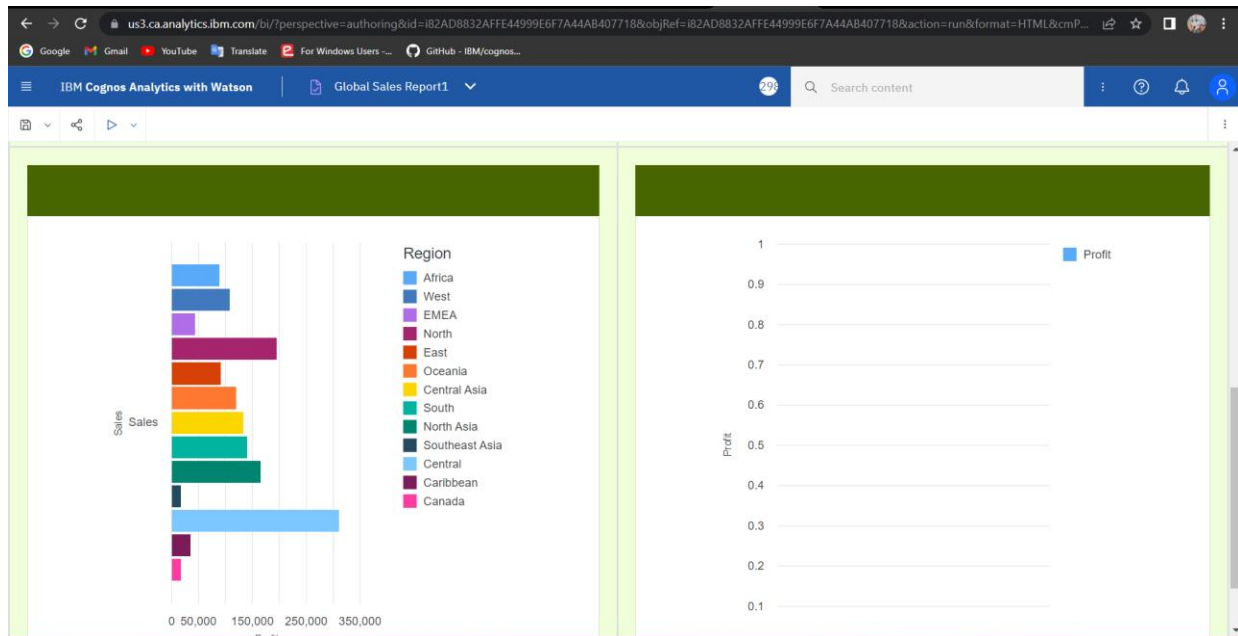 us3.ca.analytics.ibm.com/bi/?perspective=authoring&id=i82AD8832AFFE44999E6F7A44AB407718&objRef=i82AD8832AFFE44999E6F7A44AB407718&action=run&format=HTML&cmP...
Google Gmail YouTube Translate For Windows Users -... GitHub - IBM/cognos...
IBM Cognos Analytics with Watson Global Sales Report1 Search content
Region
Africa
West
EMEA
North
East
Oceania
Central Asia
South
North Asia
Southeast Asia
Central
Caribbean
Canada
Sales
Sales
0 50,000 150,000 250,000 350,000
1
0.9
0.8
0.7
0.6
0.5
0.4
0.3
0.2
0.1
Profit
Profit